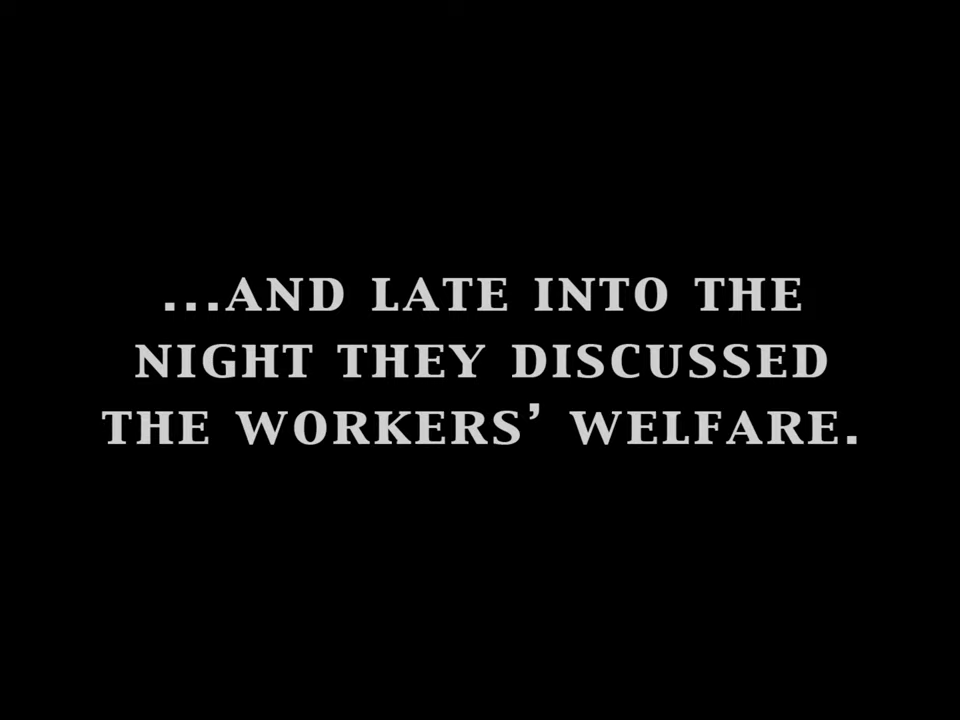 ...AND LATE INTO THE
NIGHT THEY DISCUSSED
THE WORKERS’ WELFARE.